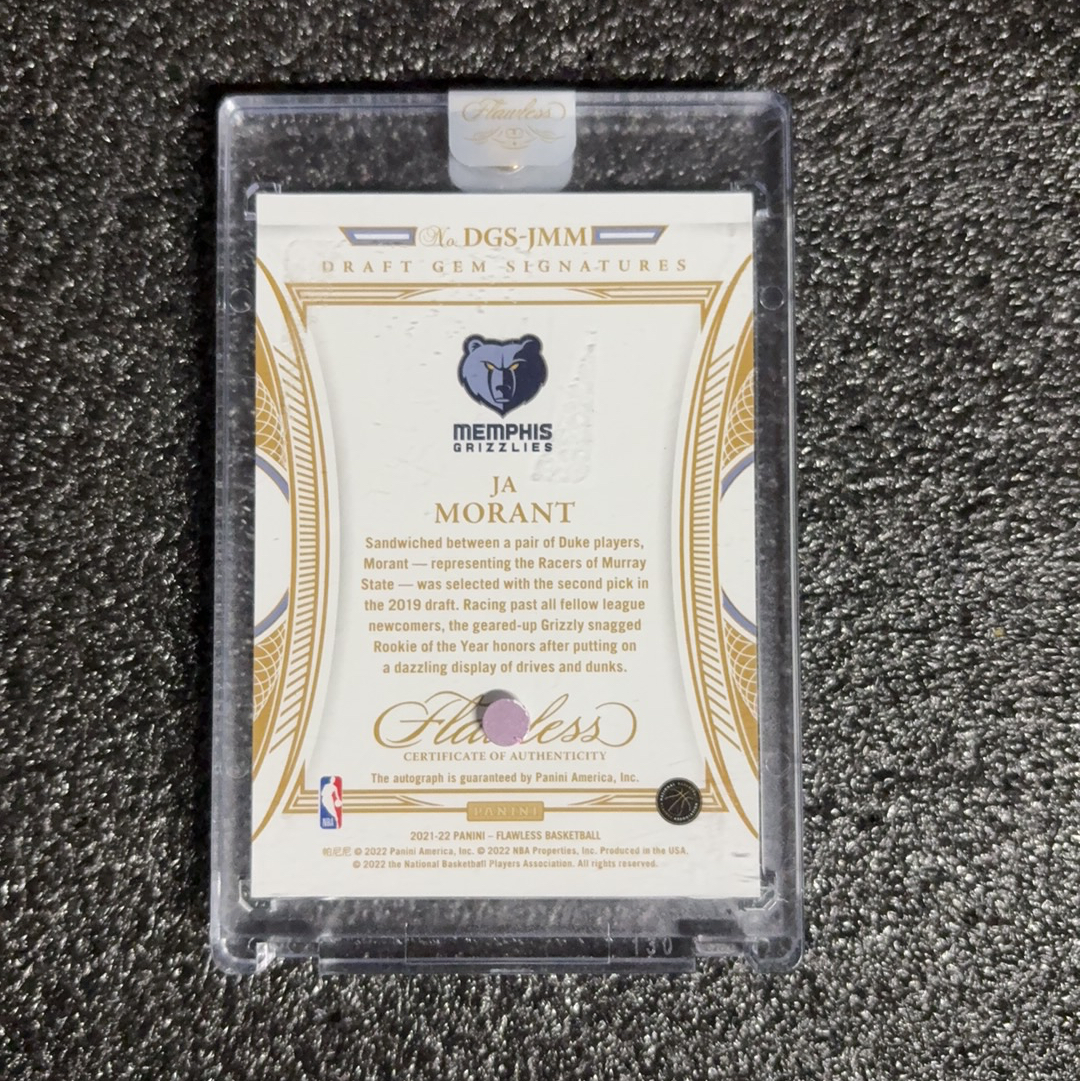 Flawless
No. DGS-JMM
DRAFT GEM SIGNATURES
MEMPHIS
GRIZZLIES
JA
MORANT
Sandwiched between a pair of Duke players,
Morant — representing the Racers of Murray
State — was selected with the second pick in
the 2019 draft. Racing past all fellow league
newcomers, the geared-up Grizzly snagged
Rookie of the Year honors after putting on
a dazzling display of drives and dunks.
Flawless
CERTIFICATE OF AUTHENTICITY
The autograph is guaranteed by Panini America, Inc.
PANINI
2021-22 PANINI – FLAWLESS BASKETBALL
帕尼尼 © 2022 Panini America, Inc. © 2022 NBA Properties, Inc. Produced in the USA.
© 2022 the National Basketball Players Association. All rights reserved.